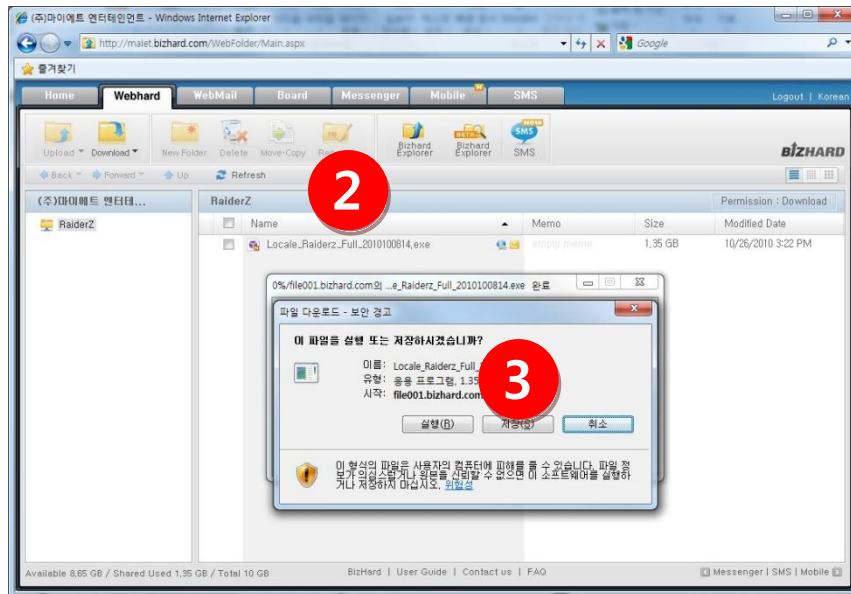 (주)마이에트 엔터테인먼트 - Windows Internet Explorer
http://maiet.bizhard.com/WebFolder/Main.aspx
Google
즐겨찾기
Home Webhard WebMail Board Messenger Mobile SMS Logout | Korean
Upload Download New Folder Delete Move·Copy Bizhard Explorer BETA Bizhard Explorer NEW SMS SMS BIZHARD
Back Forward Up Refresh
(주)마이에트 엔터테... RaiderZ Permission : Download
RaiderZ Name Memo Size Modified Date
Locale_Raiderz_Full_2010100814.exe empty memo 1.35 GB 10/26/2010 3:22 PM
2
0%/file001.bizhard.com의 ...e_Raiderz_Full_2010100814.exe 완료
파일 다운로드 - 보안 경고
이 파일을 실행 또는 저장하시겠습니까?
이름: Locale_Raiderz_Full_
유형: 응용 프로그램, 1.35
시작: file001.bizhard.com
3
실행(R) 저장(S) 취소
이 형식의 파일은 사용자의 컴퓨터에 피해를 줄 수 있습니다. 파일 정
보가 의심스럽거나 원본을 신뢰할 수 없으면 이 소프트웨어를 실행하
거나 저장하지 마십시오. 위험성
Available 8.65 GB / Shared Used 1.35 GB / Total 10 GB BizHard | User Guide | Contact us | FAQ Messenger | SMS | Mobile